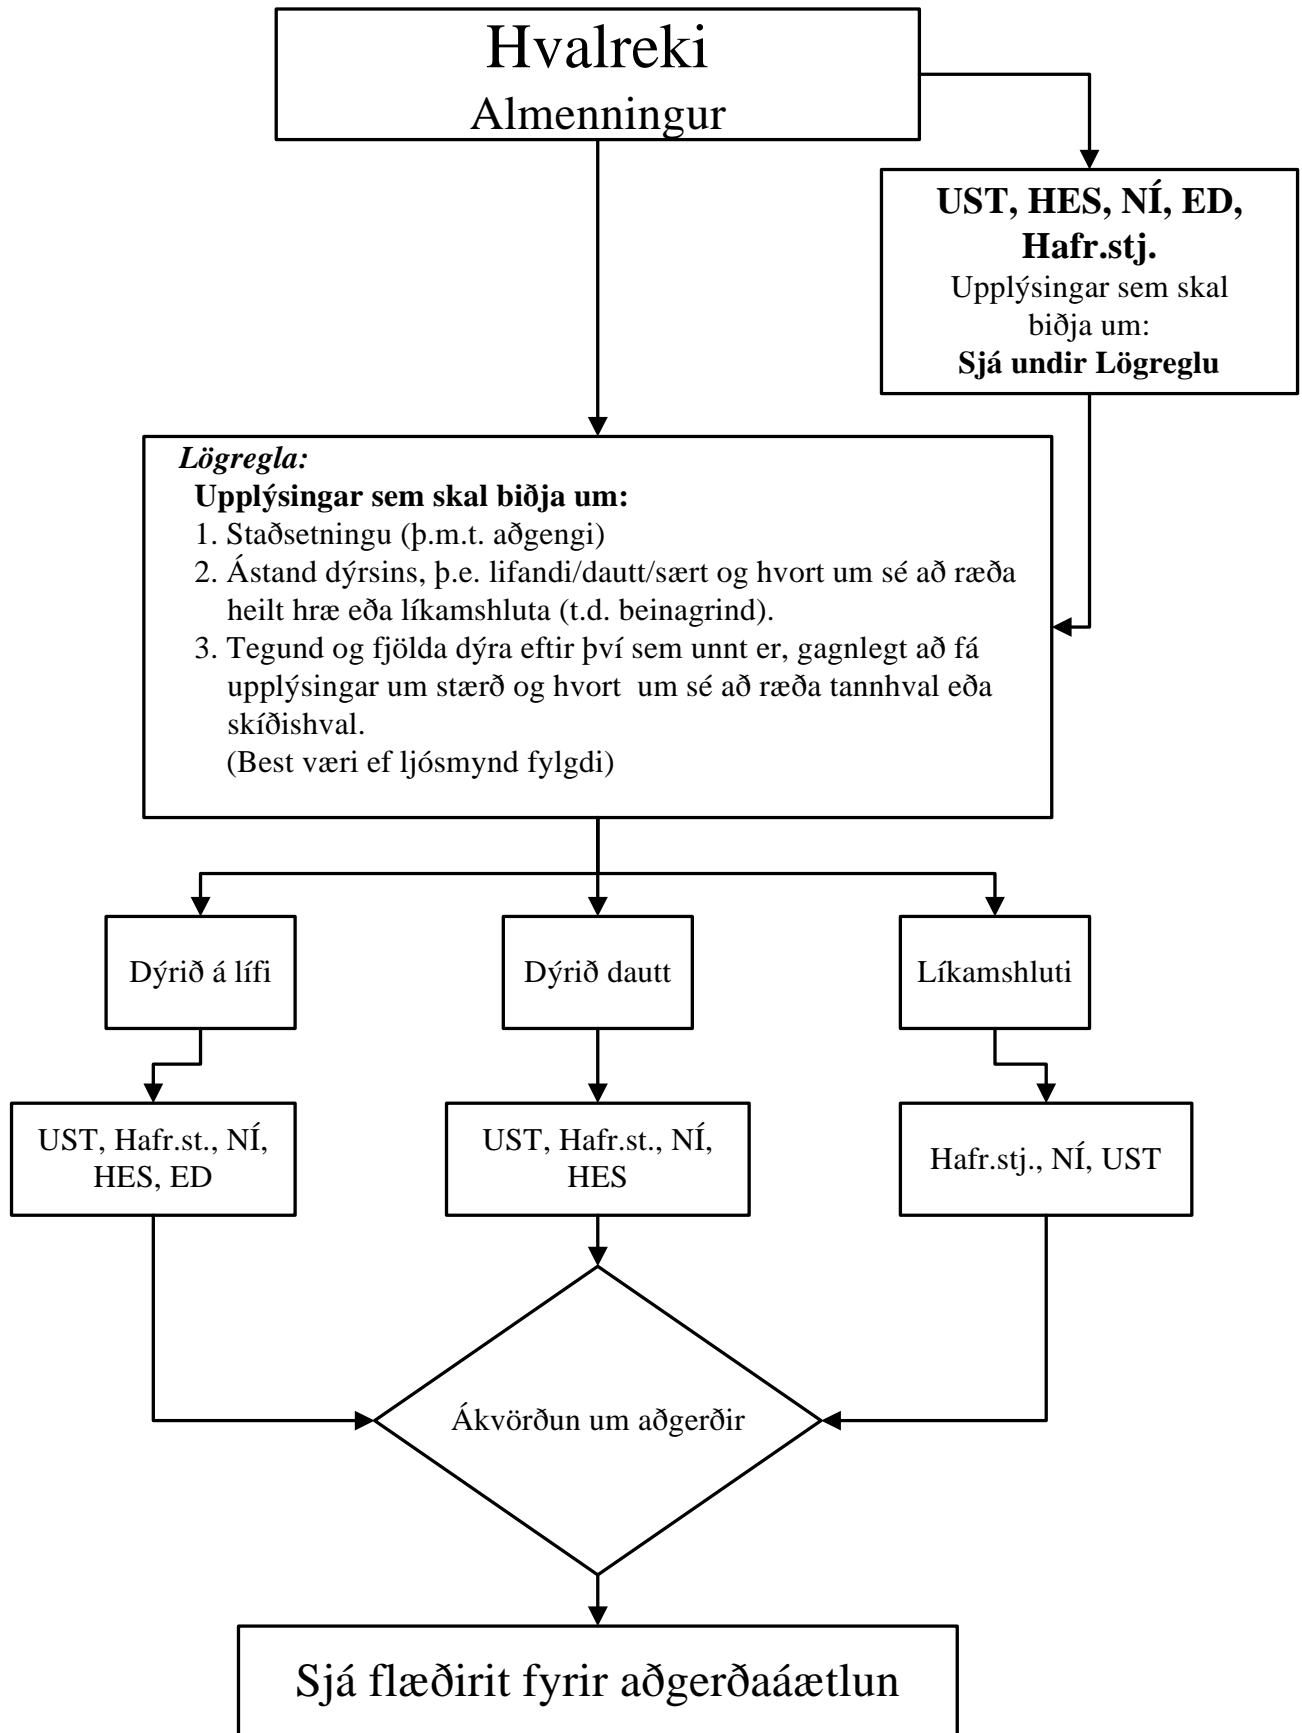 Hvalreki
Almenningur
UST, HES, NÍ, ED,
Hafr.stj.
Upplýsingar sem skal
biðja um:
Sjá undir Lögreglu
Lögregla:
Upplýsingar sem skal biðja um:
1. Staðsetningu (þ.m.t. aðgengi)
2. Ástand dýrsins, þ.e. lifandi/dautt/sært og hvort um sé að ræða
heilt hræ eða líkamshluta (t.d. beinagrind).
3. Tegund og fjölda dýra eftir því sem unnt er, gagnlegt að fá
upplýsingar um stærð og hvort  um sé að ræða tannhval eða
skíðishval.
(Best væri ef ljósmynd fylgdi)
Dýrið á lífi
Dýrið dautt
Líkamshluti
UST, Hafr.st., NÍ,
HES, ED
UST, Hafr.st., NÍ,
HES
Hafr.stj., NÍ, UST
Ákvörðun um aðgerðir
Sjá flæðirit fyrir aðgerðaáætlun